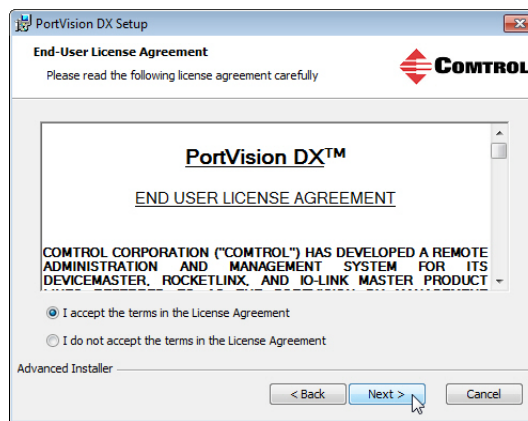 PortVision DX Setup
End-User License Agreement
Please read the following license agreement carefully
COMTROL
PortVision DX™
END USER LICENSE AGREEMENT
COMTROL CORPORATION ("COMTROL") HAS DEVELOPED A REMOTE
ADMINISTRATION AND MANAGEMENT SYSTEM FOR ITS
DEVICEMASTER, ROCKETLINX, AND IO-LINK MASTER PRODUCT
I accept the terms in the License Agreement
I do not accept the terms in the License Agreement
Advanced Installer
< Back
Next >
Cancel